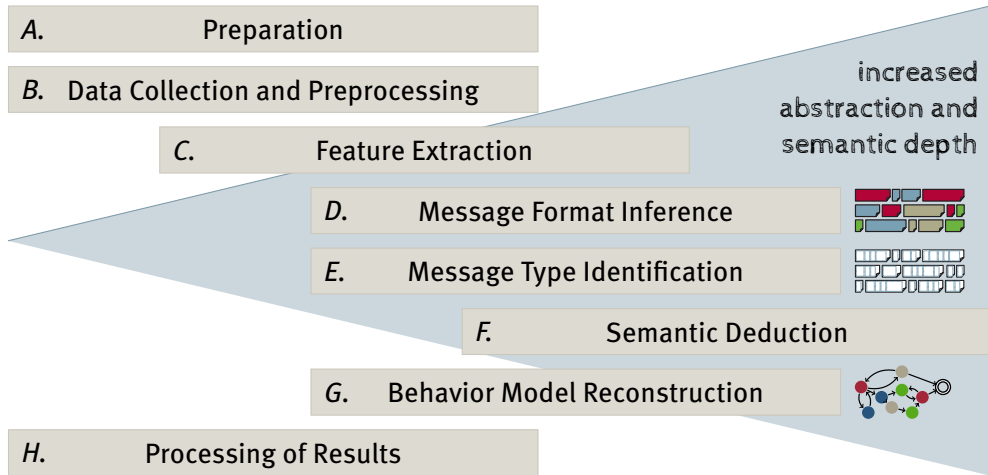 A. Preparation
B. Data Collection and Preprocessing
increased
abstraction and
semantic depth
C. Feature Extraction
D. Message Format Inference
E. Message Type Identification
F. Semantic Deduction
G. Behavior Model Reconstruction
H. Processing of Results